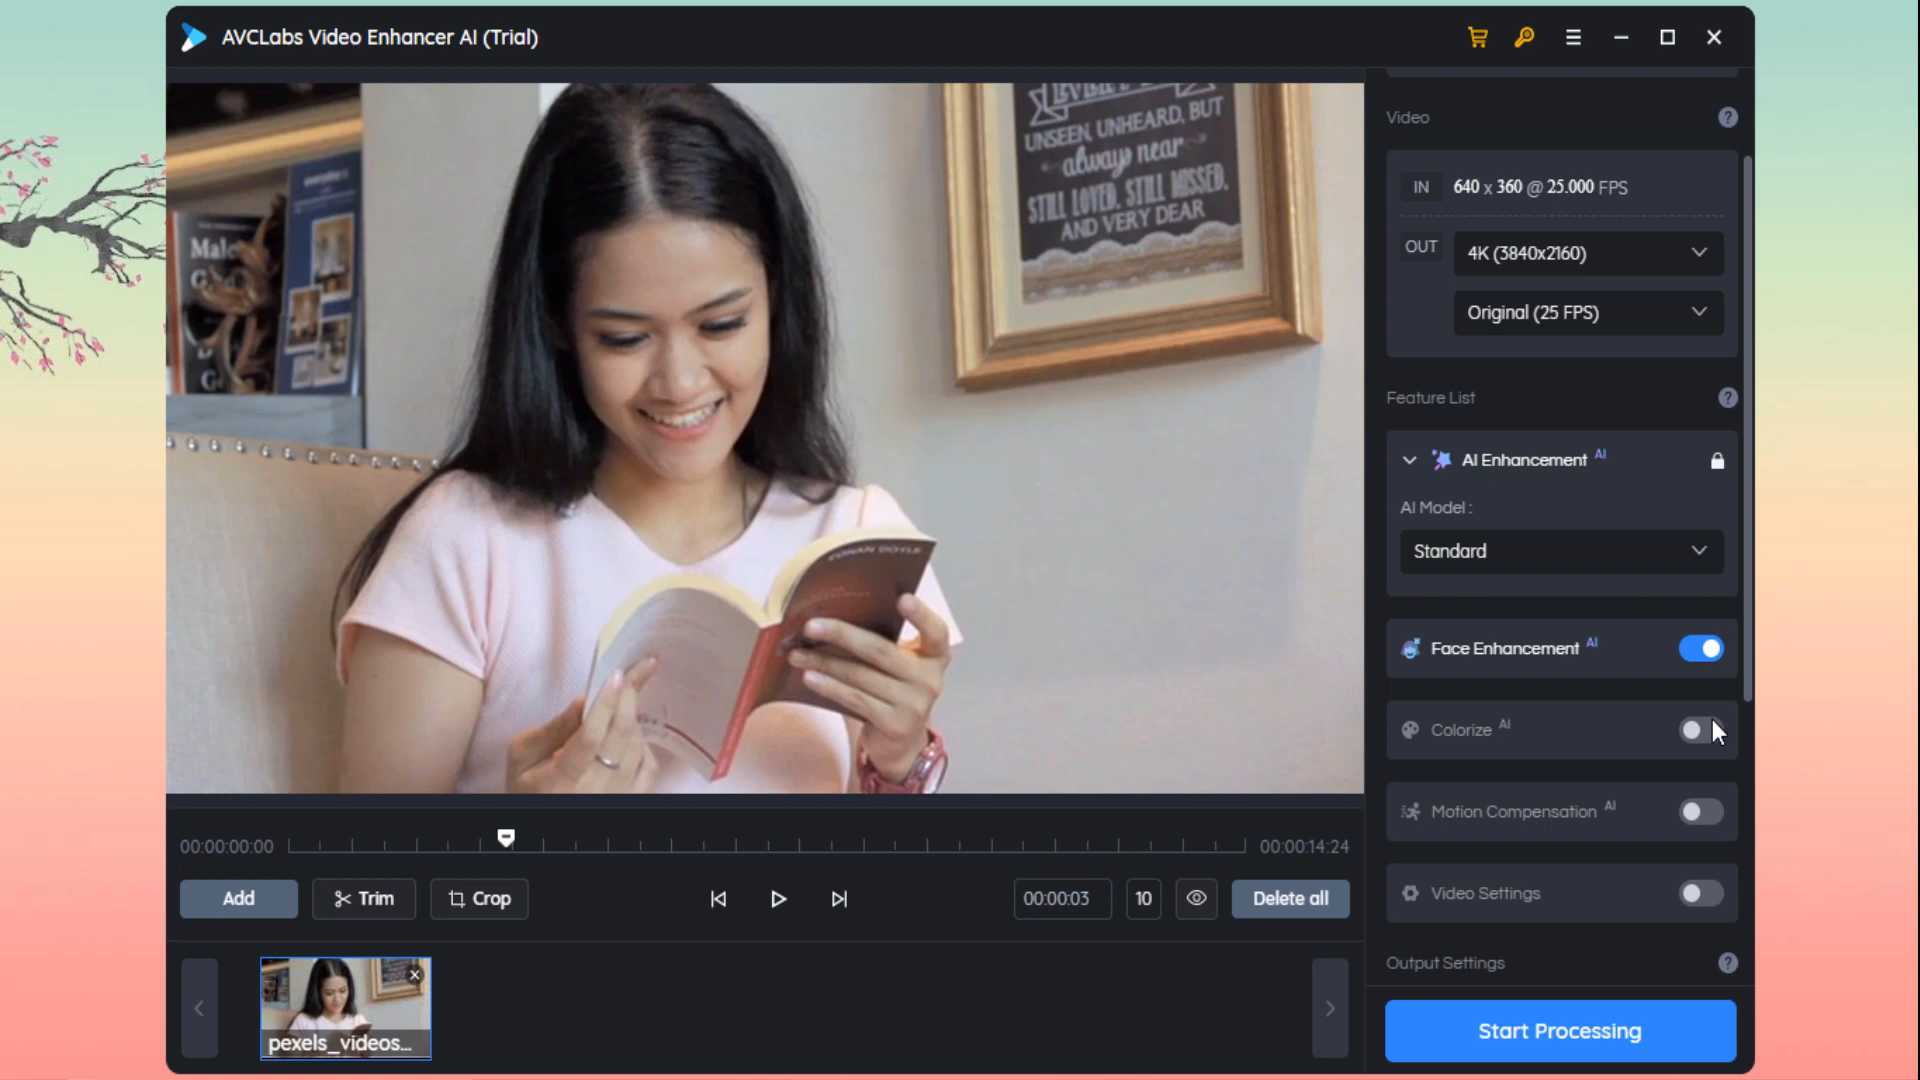 AVCLabs Video Enhancer AI (Trial)
UNSEEN, UNHEARD, BUT
always near
STILL LOVED, STILL MISSED,
AND VERY DEAR
CONAN DOYLE
Video
IN 640 x 360 @ 25.000 FPS
OUT 4K (3840x2160)
Original (25 FPS)
Feature List
AI Enhancement AI
AI Model :
Standard
Face Enhancement AI
Colorize AI
Motion Compensation AI
Video Settings
Output Settings
Start Processing
00:00:00:00
00:00:14:24
Add
Trim
Crop
00:00:03
10
Delete all
pexels_videos...